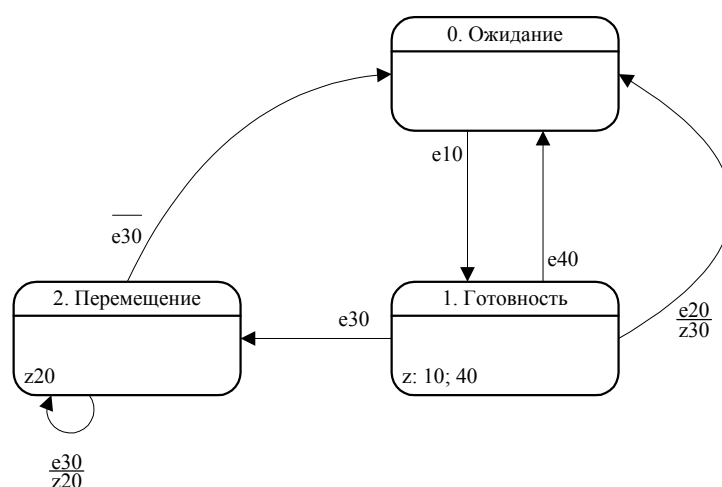 0. Ожидание
e10
e30
e40
2. Перемещение
e30
1. Готовность
e20
z30
z20
z: 10; 40
e30
z20